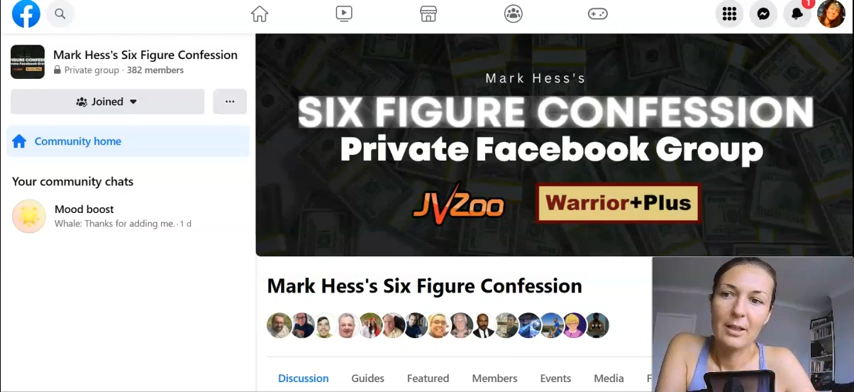 1
Mark Hess's Six Figure Confession
Private group · 382 members
Joined
Community home
Your community chats
Mood boost
Whale: Thanks for adding me. · 1 d
Mark Hess's
SIX FIGURE CONFESSION
Private Facebook Group
JVZoo
Warrior+Plus
Mark Hess's Six Figure Confession
Discussion
Guides
Featured
Members
Events
Media